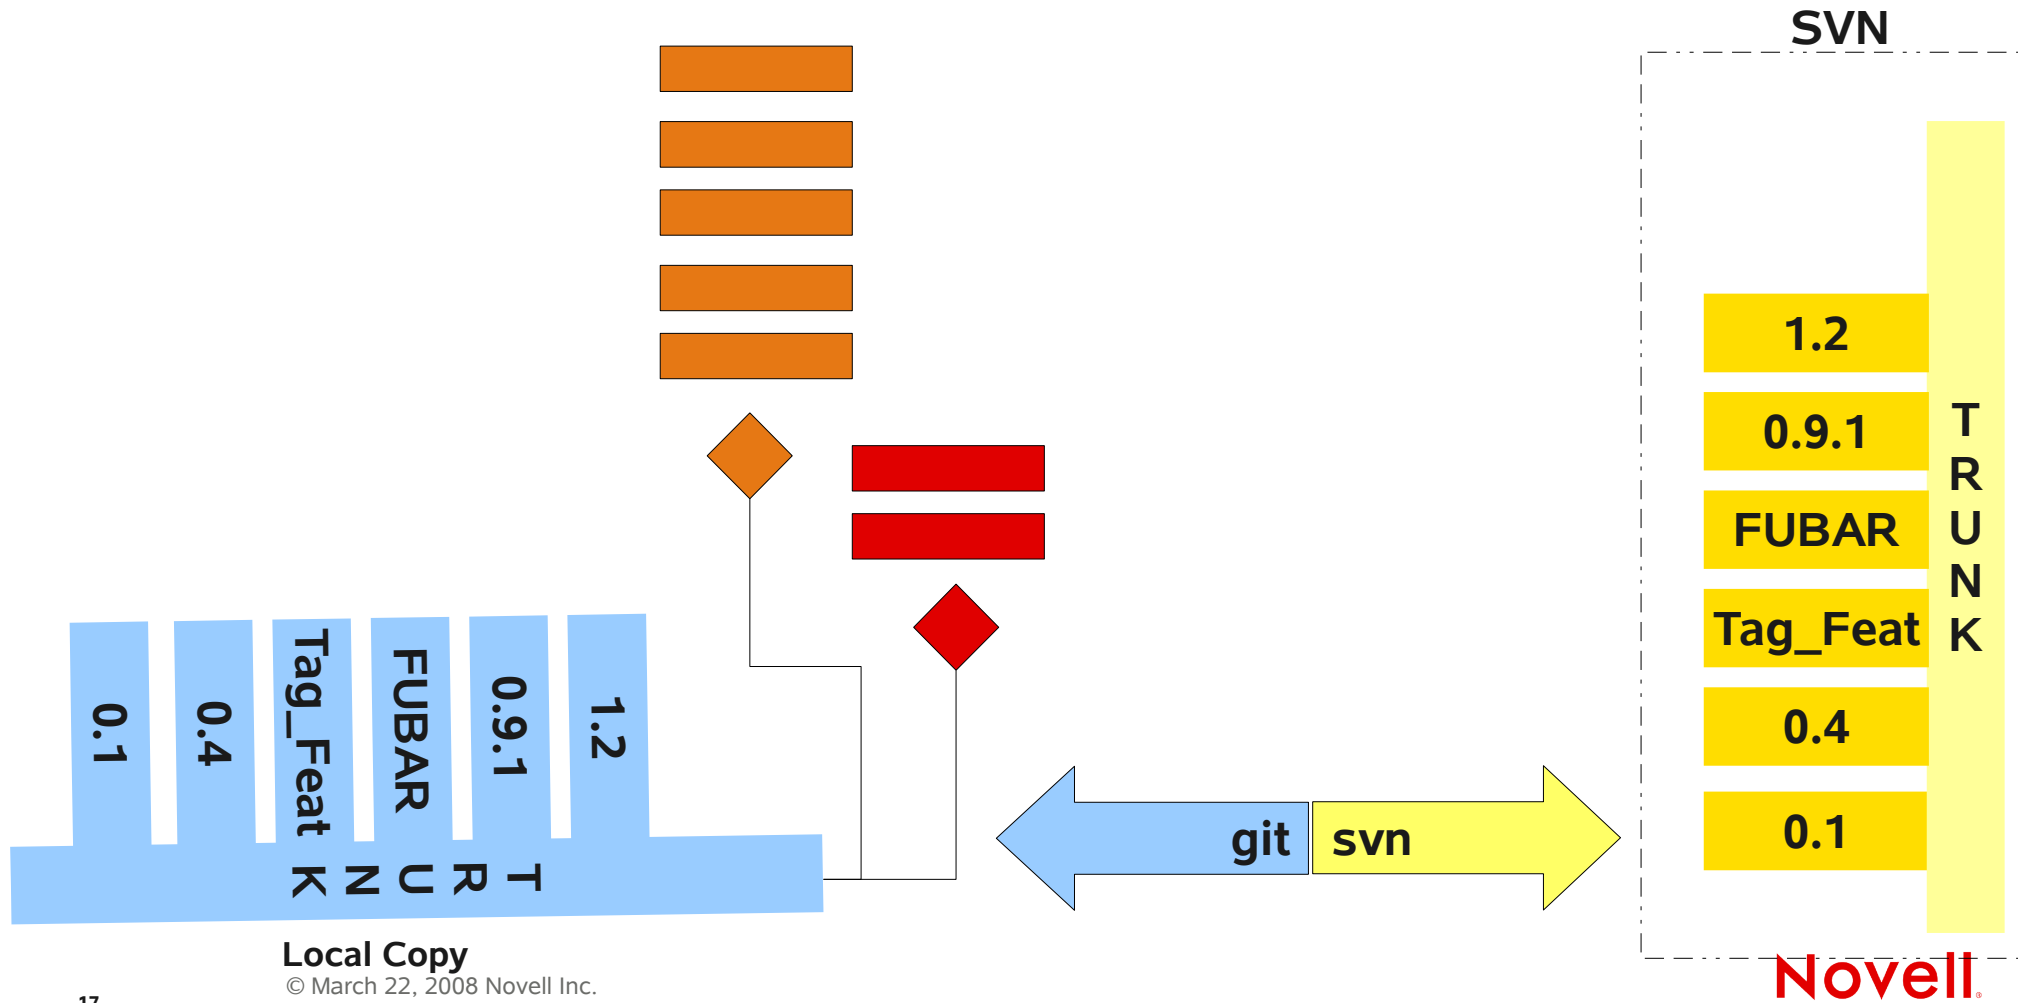 SVN
1.2
0.9.1
FUBAR
Tag_Feat
0.4
0.1
TRUNK
0.1
0.4
Tag_Feat
FUBAR
0.9.1
1.2
TRUNK
git svn
Local Copy
© March 22, 2008 Novell Inc.
17
Novell®